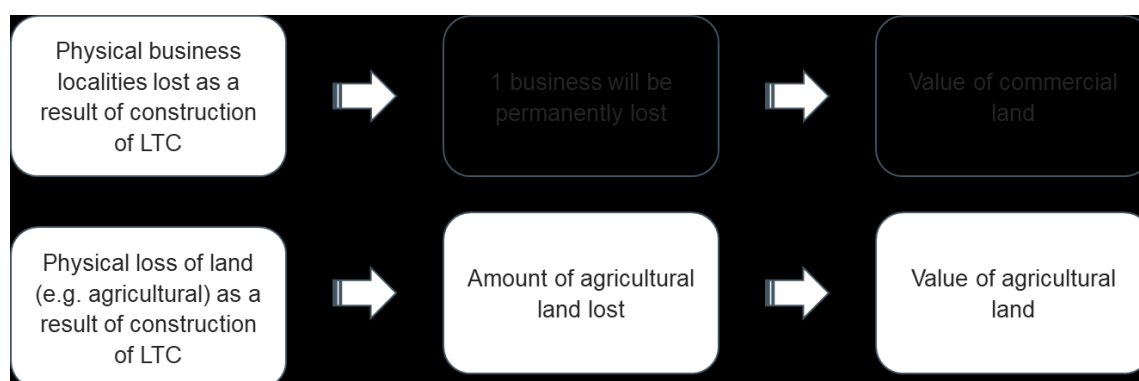 Physical business
localities lost as a
result of construction
of LTC
1 business will be
permanently lost
Value of commercial
land
Physical loss of land
(e.g. agricultural) as a
result of construction
of LTC
Amount of agricultural
land lost
Value of agricultural
land